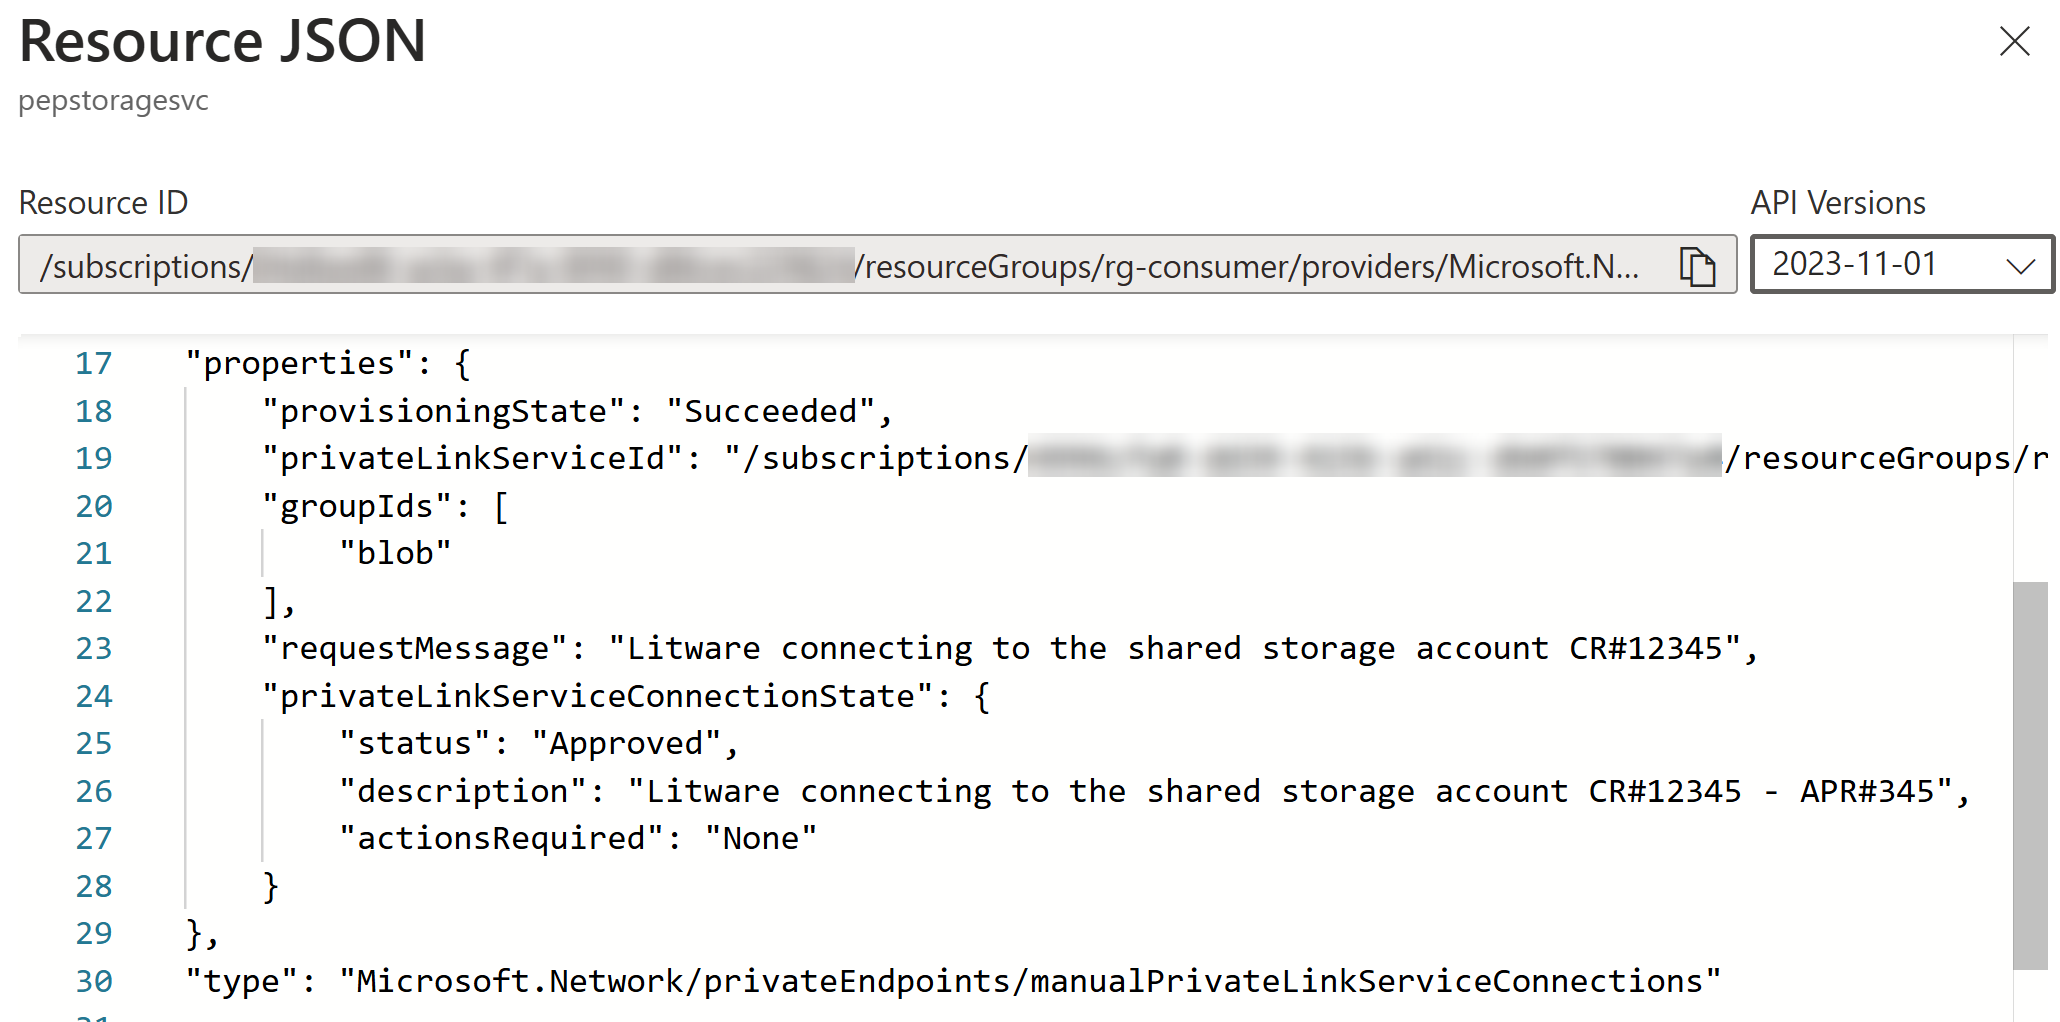 Resource JSON
pepstoragesvc
Resource ID
API Versions
/subscriptions/ /resourceGroups/rg-consumer/providers/Microsoft.N...
2023-11-01
17 "properties": {
18 "provisioningState": "Succeeded",
19 "privateLinkServiceId": "/subscriptions/ /resourceGroups/r
20 "groupIds": [
21 "blob"
22 ],
23 "requestMessage": "Litware connecting to the shared storage account CR#12345",
24 "privateLinkServiceConnectionState": {
25 "status": "Approved",
26 "description": "Litware connecting to the shared storage account CR#12345 - APR#345",
27 "actionsRequired": "None"
28 }
29 },
30 "type": "Microsoft.Network/privateEndpoints/manualPrivateLinkServiceConnections"